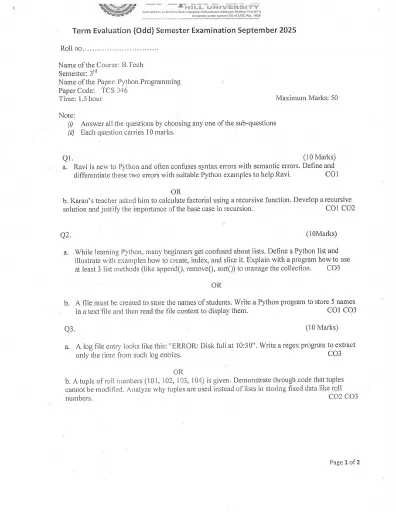 HILL UNIVERSITY
Term Evaluation (Odd) Semester Examination September 2025
Roll no..............................
Name of the Course: B.Tech
Semester: 3rd
Name of the Paper: Python Programming
Paper Code: TCS 346
Time: 1.5 hour Maximum Marks: 50
Note:
(i) Answer all the questions by choosing any one of the sub-questions
(ii) Each question carries 10 marks.
Q1. (10 Marks)
a. Ravi is new to Python and often confuses syntax errors with semantic errors. Define and
differentiate these two errors with suitable Python examples to help Ravi. CO1
OR
b. Karan's teacher asked him to calculate factorial using a recursive function. Develop a recursive
solution and justify the importance of the base case in recursion. CO1 CO2
Q2. (10Marks)
a. While learning Python, many beginners get confused about lists. Define a Python list and
illustrate with examples how to create, index, and slice it. Explain with a program how to use
at least 3 list methods (like append(), remove(), sort()) to manage the collection. CO3
OR
b. A file must be created to store the names of students. Write a Python program to store 5 names
in a text file and then read the file content to display them. CO1 CO3
Q3. (10 Marks)
a. A log file entry looks like this: "ERROR: Disk full at 10:30". Write a regex program to extract
only the time from such log entries. CO3
OR
b. A tuple of roll numbers (101, 102, 103, 104) is given. Demonstrate through code that tuples
cannot be modified. Analyze why tuples are used instead of lists in storing fixed data like roll
numbers. CO2 CO3
Page 1 of 2